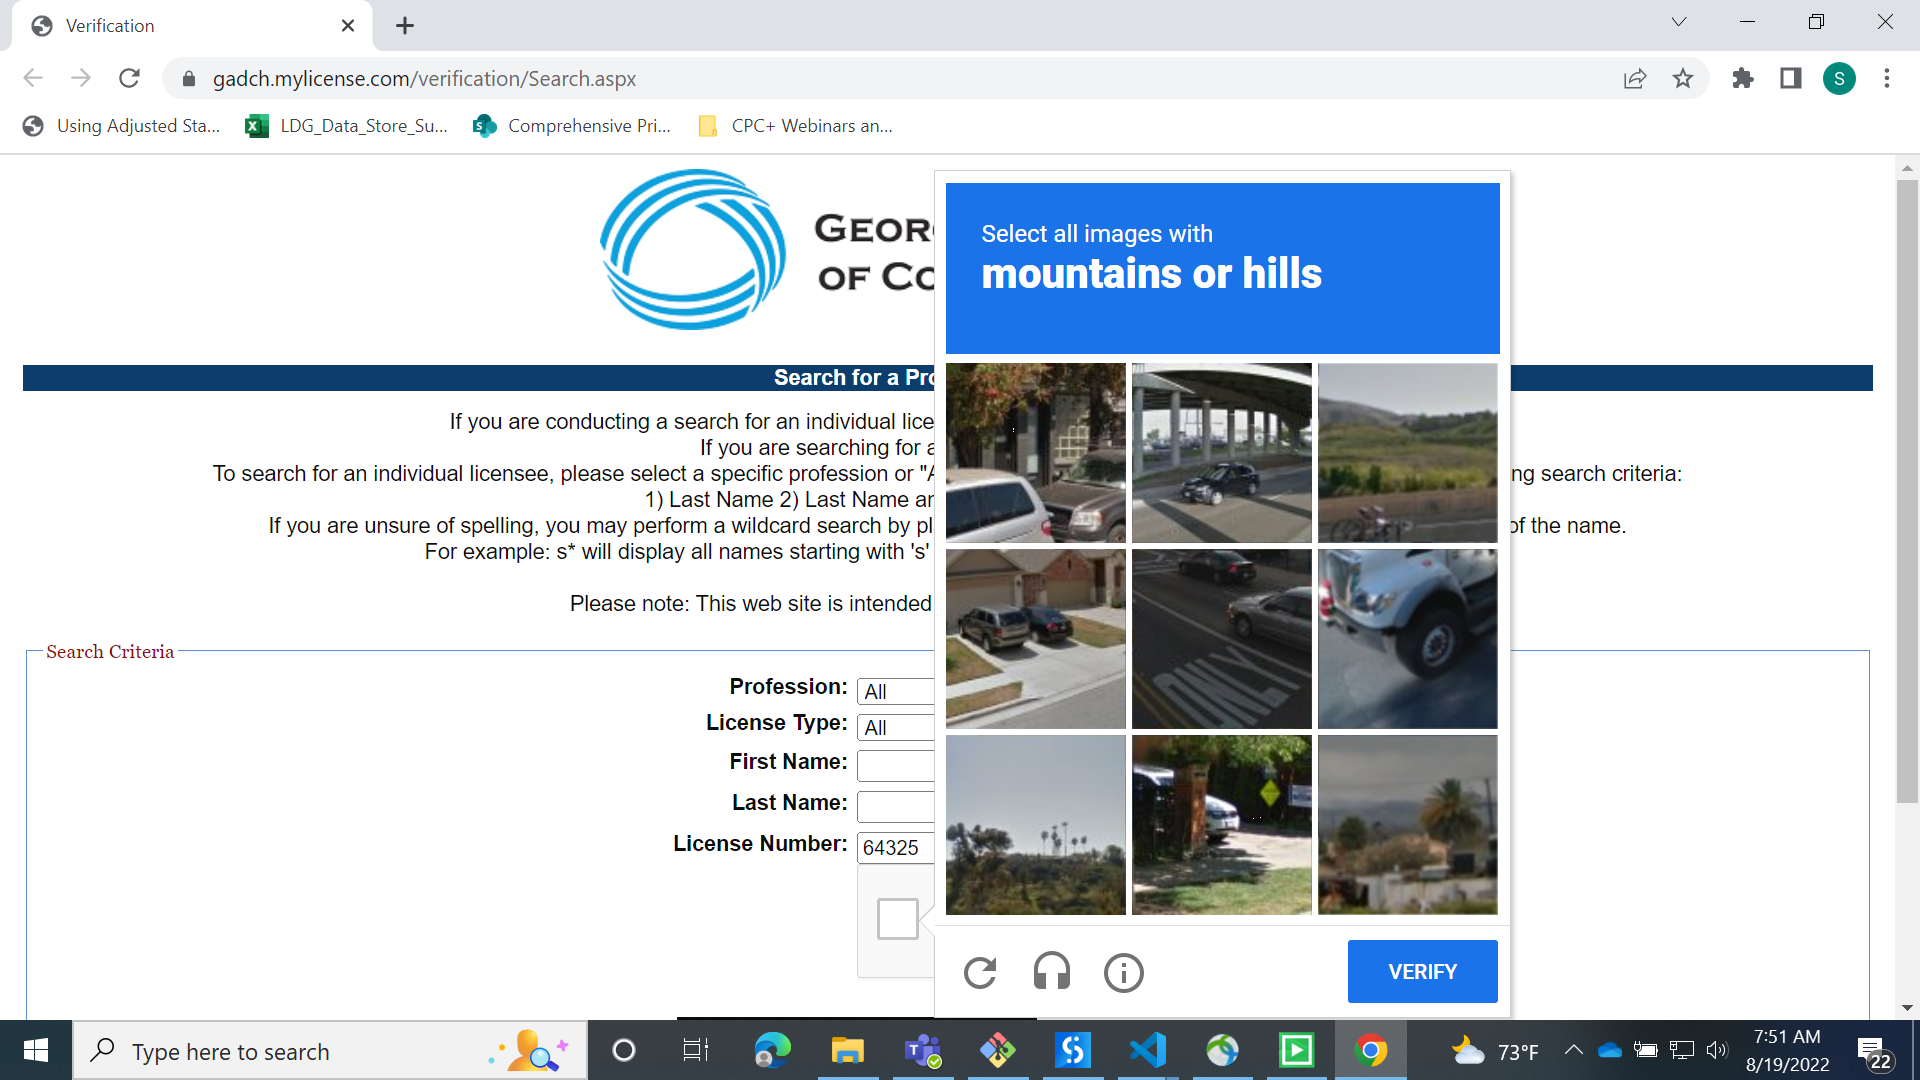 Verification
gadch.mylicense.com/verification/Search.aspx
S
Using Adjusted Sta...
LDG_Data_Store_Su...
Comprehensive Pri...
CPC+ Webinars an...
GEOR
OF CO
Select all images with
mountains or hills
Search for a Pro
If you are conducting a search for an individual lice
If you are searching for a
To search for an individual licensee, please select a specific profession or "A
ng search criteria:
1) Last Name 2) Last Name an
If you are unsure of spelling, you may perform a wildcard search by pl
of the name.
For example: s* will display all names starting with 's'
Please note: This web site is intended
ONLY
Search Criteria
Profession: All
License Type: All
First Name:
Last Name:
License Number: 64325
VERIFY
Type here to search
73°F
7:51 AM
8/19/2022
22